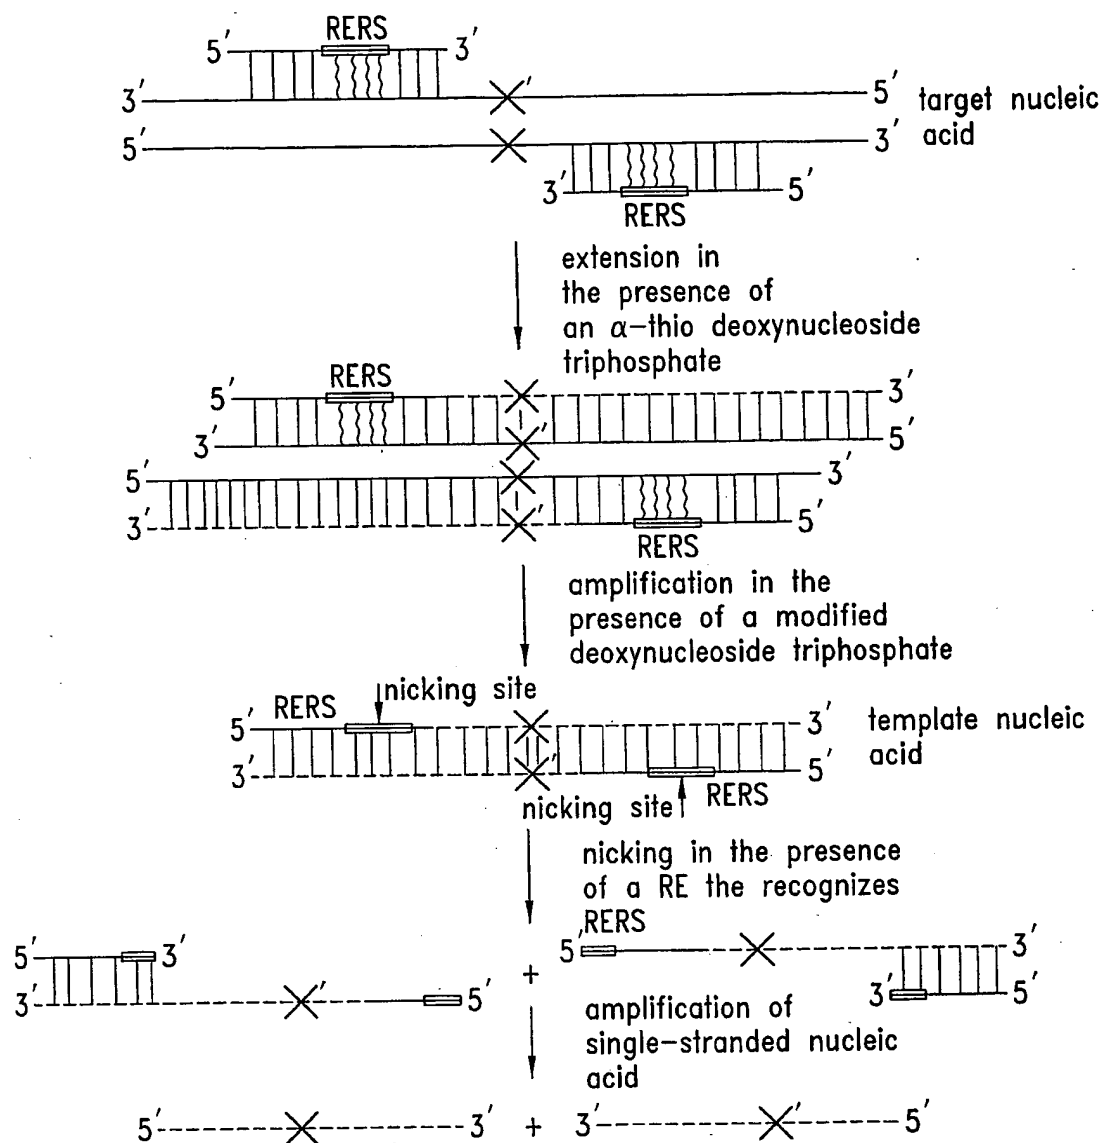 RERS
5′ 3′
3′ X′ 5′ target nucleic
acid
5′ X 3′
3′ 5′
RERS
extension in
the presence of
an α-thio deoxynucleoside
triphosphate
RERS
5′ X 3′
3′ X′ 5′
5′ X 3′
3′ X′ 5′
RERS
amplification in the
presence of a modified
deoxynucleoside triphosphate
nicking site
RERS
5′ X 3′ template nucleic
acid
3′ X′ 5′
nicking site RERS
nicking in the presence
of a RE the recognizes
RERS
5′ 3′ 5′ X 3′
+
3′ X′ 5′ 3′ 5′
amplification of
single-stranded nucleic
acid
5′ X 3′ + 3′ X′ 5′